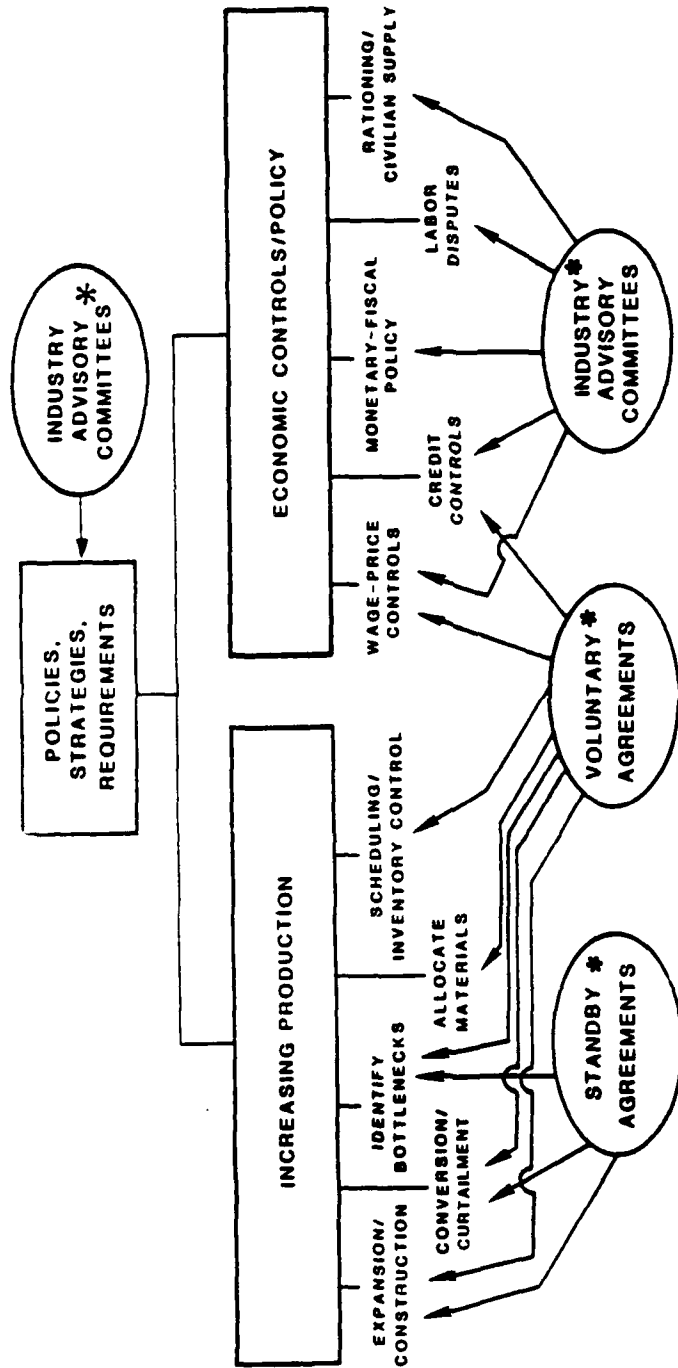 POLICIES,
STRATEGIES,
REQUIREMENTS
INDUSTRY
ADVISORY *
COMMITTEES
INCREASING PRODUCTION
ECONOMIC CONTROLS/POLICY
EXPANSION/
CONSTRUCTION
CONVERSION/
CURTAILMENT
IDENTIFY
BOTTLENECKS
ALLOCATE
MATERIALS
SCHEDULING/
INVENTORY CONTROL
WAGE-PRICE
CONTROLS
CREDIT
CONTROLS
MONETARY-FISCAL
POLICY
LABOR
DISPUTES
RATIONING/
CIVILIAN SUPPLY
STANDBY *
AGREEMENTS
VOLUNTARY *
AGREEMENTS
INDUSTRY *
ADVISORY
COMMITTEES